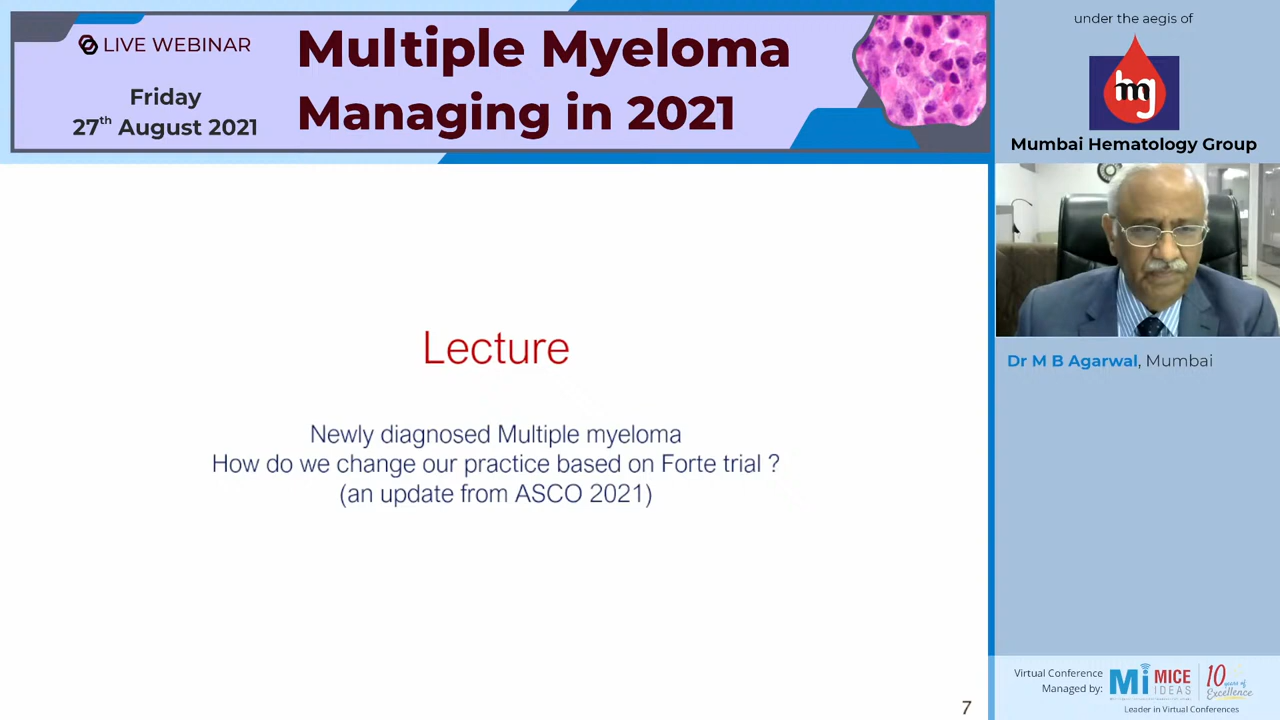 LIVE WEBINAR
Friday
27th August 2021
Multiple Myeloma
Managing in 2021
under the aegis of
hmg
Mumbai Hematology Group
Dr M B Agarwal, Mumbai
Lecture
Newly diagnosed Multiple myeloma
How do we change our practice based on Forte trial ?
(an update from ASCO 2021)
7
Virtual Conference
Managed by:
Mi MICE
IDEAS
10 years of
Excellence
Leader in Virtual Conferences